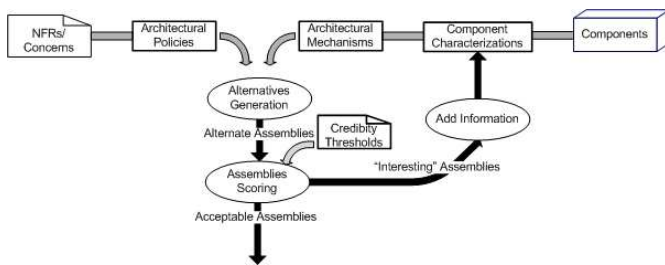 NFRs/
Concerns
Architectural
Policies
Architectural
Mechanisms
Component
Characterizations
Components
Alternatives
Generation
Alternate Assemblies
Credibity
Thresholds
Add Information
Assemblies
Scoring
"Interesting" Assemblies
Acceptable Assemblies